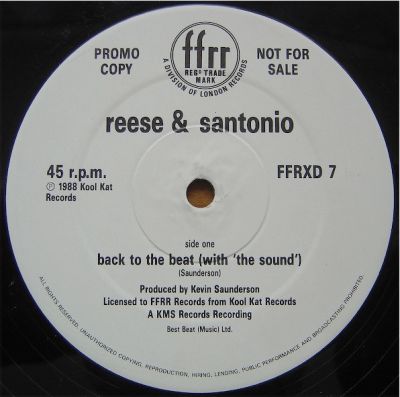 PROMO COPY
ffrr
REG^D TRADE MARK
A DIVISION OF LONDON RECORDS
NOT FOR SALE
reese & santonio
45 r.p.m.
℗ 1988 Kool Kat
Records
FFRXD 7
side one
back to the beat (with 'the sound')
(Saunderson)
Produced by Kevin Saunderson
Licensed to FFRR Records from Kool Kat Records
A KMS Records Recording
Best Beat (Music) Ltd.
ALL RIGHTS RESERVED. UNAUTHORIZED COPYING, REPRODUCTION, HIRING, LENDING, PUBLIC PERFORMANCE AND BROADCASTING PROHIBITED.